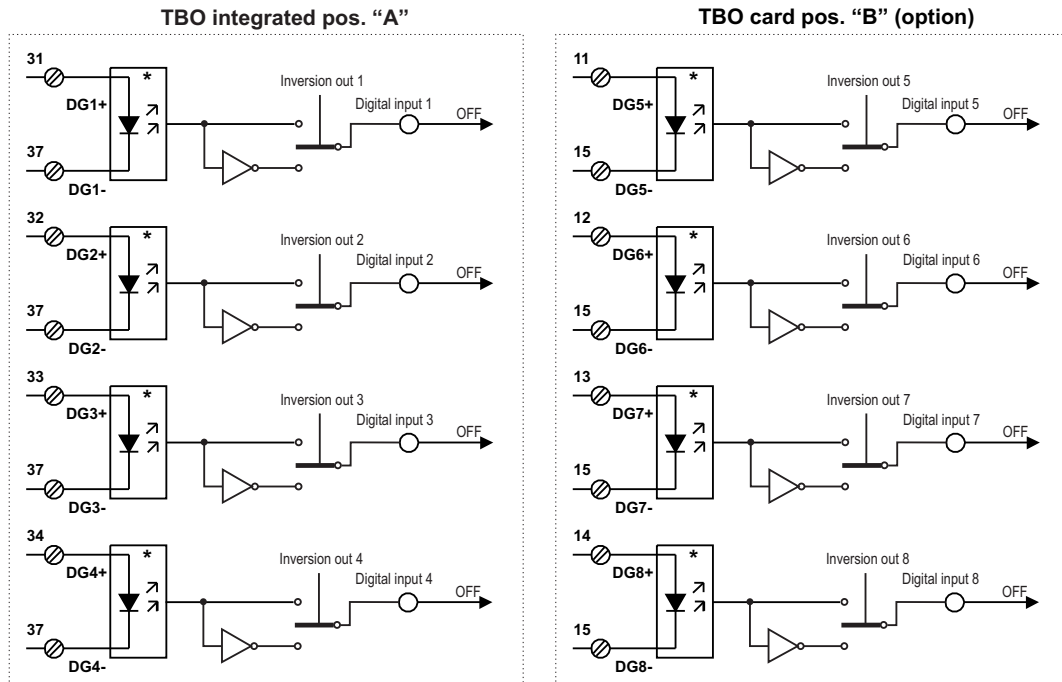 TBO integrated pos. “A”
31
*
DG1+
Inversion out 1
Digital input 1
OFF
37
DG1-
32
*
DG2+
Inversion out 2
Digital input 2
OFF
37
DG2-
33
*
DG3+
Inversion out 3
Digital input 3
OFF
37
DG3-
34
*
DG4+
Inversion out 4
Digital input 4
OFF
37
DG4-
TBO card pos. “B” (option)
11
*
DG5+
Inversion out 5
Digital input 5
OFF
15
DG5-
12
*
DG6+
Inversion out 6
Digital input 6
OFF
15
DG6-
13
*
DG7+
Inversion out 7
Digital input 7
OFF
15
DG7-
14
*
DG8+
Inversion out 8
Digital input 8
OFF
15
DG8-